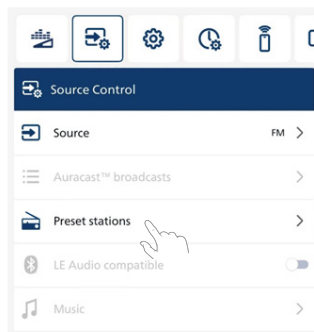 Source Control
Source FM
Auracast™ broadcasts
Preset stations
LE Audio compatible
Music